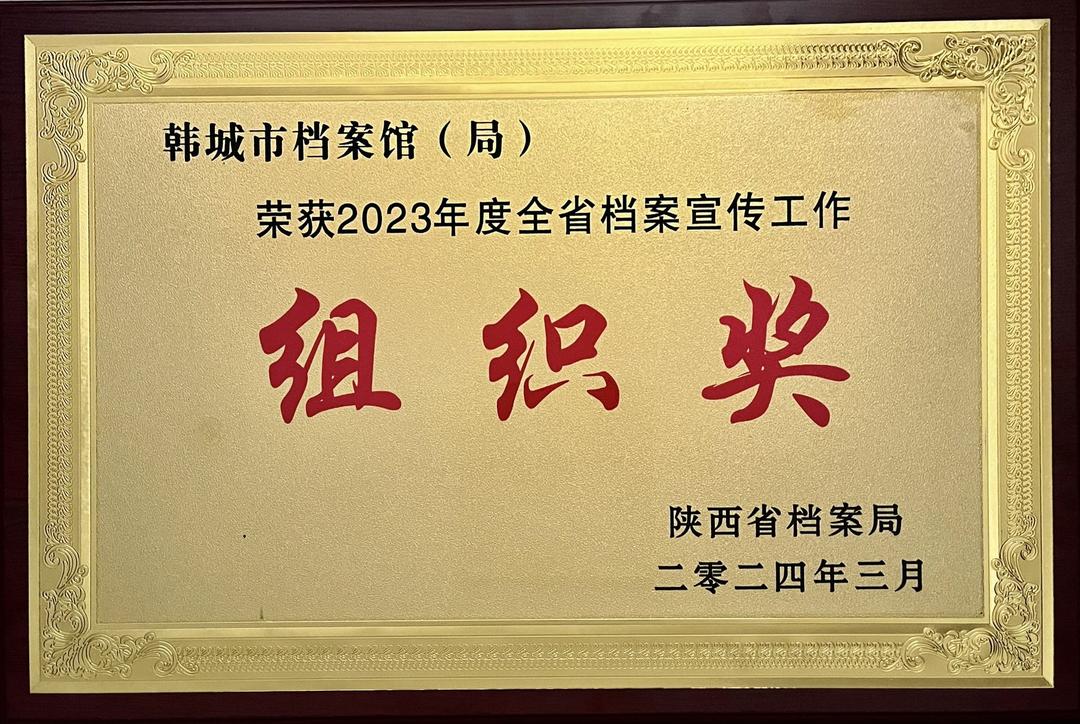 韩城市档案馆（局）
荣获2023年度全省档案宣传工作
组织奖
陕西省档案局
二零二四年三月